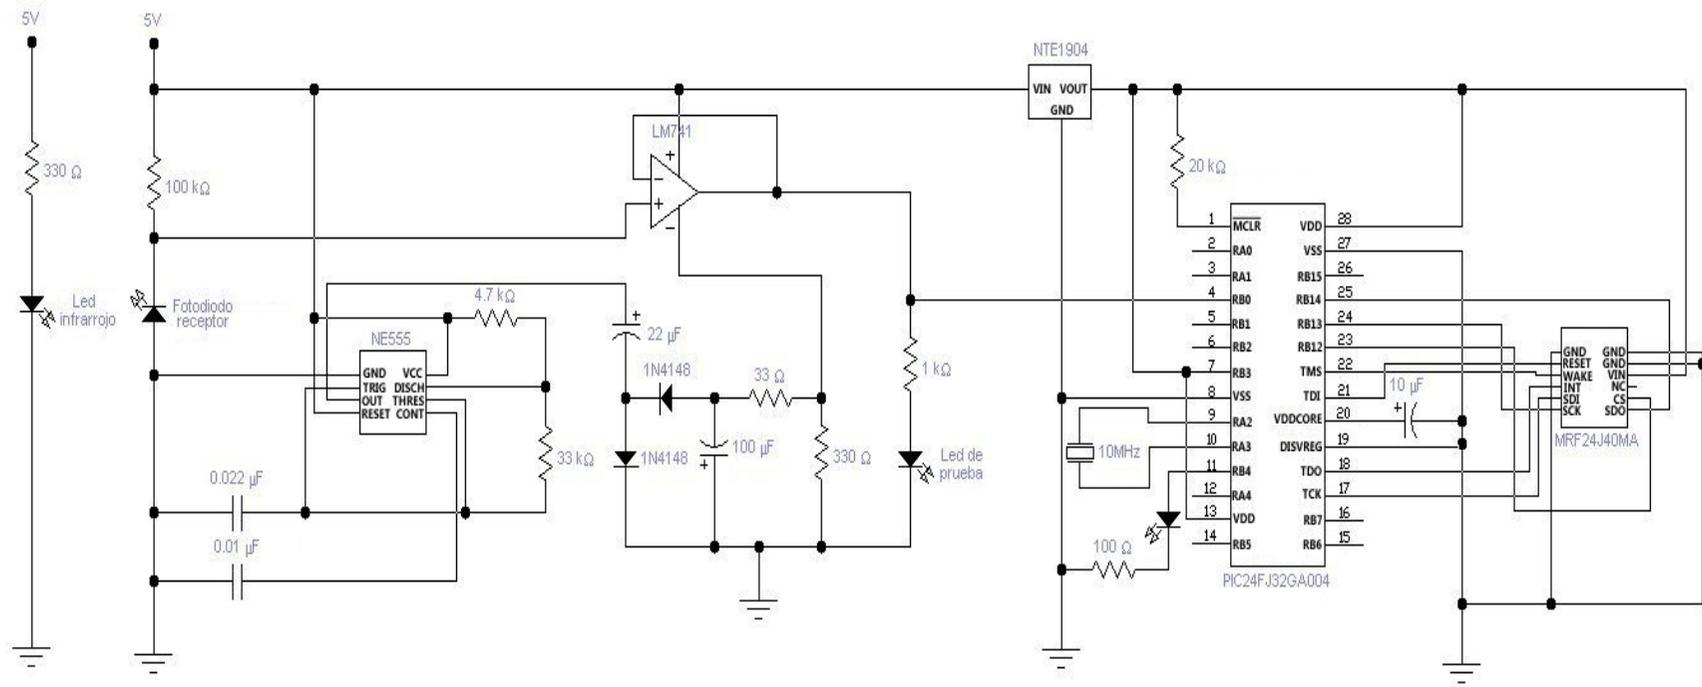 5V
5V
NTE1904
VIN VOUT
GND
330 Ω
100 kΩ
LM741
+
−
+
−
20 kΩ
Led
infrarrojo
Fotodiodo
receptor
4.7 kΩ
NE555
GND VCC
TRIG DISCH
OUT THRES
RESET CONT
+
22 µF
1N4148
33 Ω
1N4148
100 µF
+
330 Ω
33 kΩ
0.022 µF
0.01 µF
1 kΩ
Led de
prueba
10MHz
100 Ω
1 MCLR VDD 28
2 RA0 VSS 27
3 RA1 RB15 26
4 RB0 RB14 25
5 RB1 RB13 24
6 RB2 RB12 23
7 RB3 TMS 22
8 VSS TDI 21
9 RA2 VDDCORE 20
10 RA3 DISVREG 19
11 RB4 TDO 18
12 RA4 TCK 17
13 VDD RB7 16
14 RB5 RB6 15
PIC24FJ32GA004
10 µF
+
GND GND
RESET GND
WAKE VIN
INT NC
SDI CS
SCK SDO
MRF24J40MA